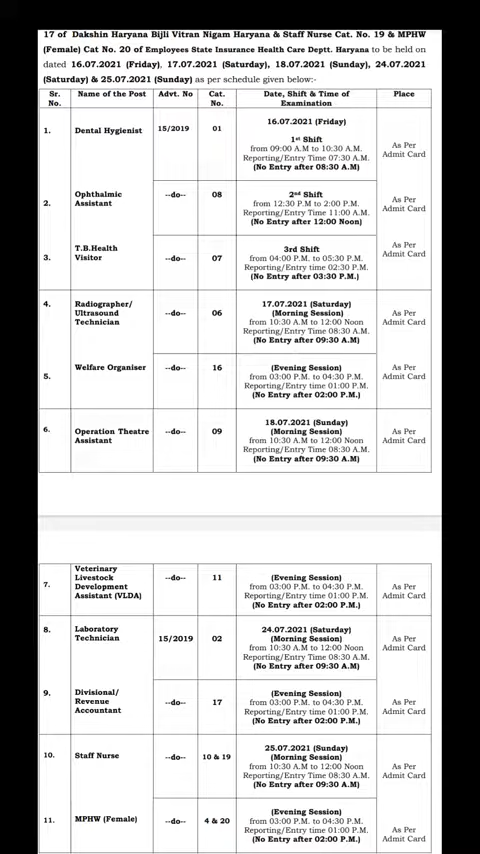 17 of Dakshin Haryana Bijli Vitran Nigam Haryana & Staff Nurse Cat. No. 19 & MPHW
(Female) Cat No. 20 of Employees State Insurance Health Care Deptt. Haryana to be held on
dated 16.07.2021 (Friday), 17.07.2021 (Saturday), 18.07.2021 (Sunday), 24.07.2021
(Saturday) & 25.07.2021 (Sunday) as per schedule given below:-
Sr. No. Name of the Post Advt. No Cat. No. Date, Shift & Time of Examination Place
1. Dental Hygienist 15/2019 01
16.07.2021 (Friday)
1st Shift
from 09:00 A.M to 10:30 A.M.
Reporting/Entry Time 07:30 A.M.
(No Entry after 08:30 A.M)
As Per
Admit Card
2. Ophthalmic
Assistant
--do-- 08
2nd Shift
from 12:30 P.M to 2:00 P.M.
Reporting/Entry Time 11:00 A.M.
(No Entry after 12:00 Noon)
As Per
Admit Card
3. T.B.Health
Visitor
--do-- 07
3rd Shift
from 04:00 P.M. to 05:30 P.M.
Reporting/Entry time 02:30 P.M.
(No Entry after 03:30 P.M.)
As Per
Admit Card
4. Radiographer/
Ultrasound
Technician
--do-- 06
17.07.2021 (Saturday)
(Morning Session)
from 10:30 A.M to 12:00 Noon
Reporting/Entry Time 08:30 A.M.
(No Entry after 09:30 A.M)
As Per
Admit Card
5. Welfare Organiser --do-- 16
(Evening Session)
from 03:00 P.M. to 04:30 P.M.
Reporting/Entry time 01:00 P.M.
(No Entry after 02:00 P.M.)
As Per
Admit Card
6. Operation Theatre
Assistant
--do-- 09
18.07.2021 (Sunday)
(Morning Session)
from 10:30 A.M to 12:00 Noon
Reporting/Entry Time 08:30 A.M.
(No Entry after 09:30 A.M)
As Per
Admit Card
7. Veterinary
Livestock
Development
Assistant (VLDA)
--do-- 11
(Evening Session)
from 03:00 P.M. to 04:30 P.M.
Reporting/Entry time 01:00 P.M.
(No Entry after 02:00 P.M.)
As Per
Admit Card
8. Laboratory
Technician
15/2019 02
24.07.2021 (Saturday)
(Morning Session)
from 10:30 A.M to 12:00 Noon
Reporting/Entry Time 08:30 A.M.
(No Entry after 09:30 A.M)
As Per
Admit Card
9. Divisional/
Revenue
Accountant
--do-- 17
(Evening Session)
from 03:00 P.M. to 04:30 P.M.
Reporting/Entry time 01:00 P.M.
(No Entry after 02:00 P.M.)
As Per
Admit Card
10. Staff Nurse --do-- 10 & 19
25.07.2021 (Sunday)
(Morning Session)
from 10:30 A.M to 12:00 Noon
Reporting/Entry Time 08:30 A.M.
(No Entry after 09:30 A.M)
As Per
Admit Card
11. MPHW (Female) --do-- 4 & 20
(Evening Session)
from 03:00 P.M. to 04:30 P.M.
Reporting/Entry time 01:00 P.M.
(No Entry after 02:00 P.M.)
As Per
Admit Card